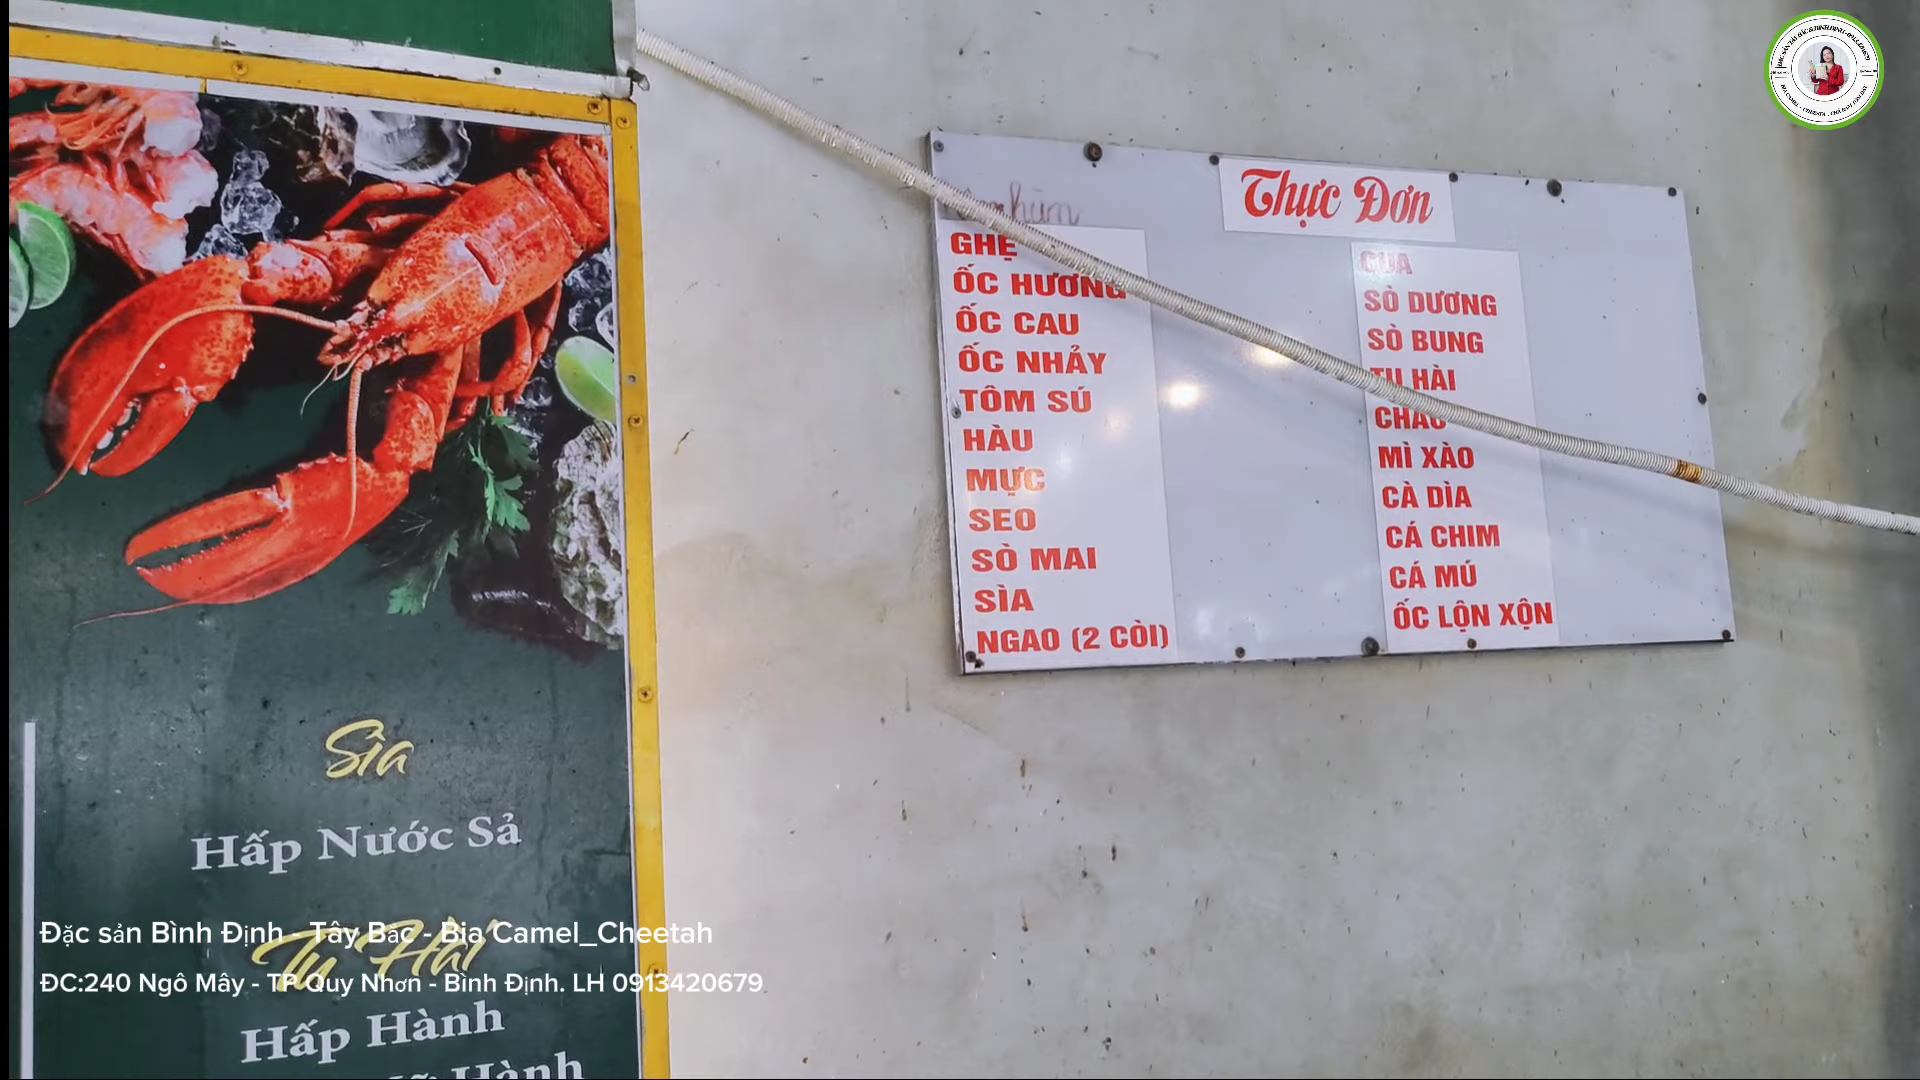 Sìa
Hấp Nước Sả
Tu Hài
Hấp Hành
Hành
Thực Đơn
GHẸ
ỐC HƯƠNG
ỐC CAU
ỐC NHẢY
TÔM SÚ
HÀU
MỰC
SEO
SÒ MAI
SÌA
NGAO (2 CÒI)
CUA
SÒ DƯƠNG
SÒ BUNG
TU HÀI
CHÁO
MÌ XÀO
CÀ DÌA
CÁ CHIM
CÁ MÚ
ỐC LỘN XỘN
Đặc sản Bình Định - Tây Bắc - Bia Camel_Cheetah
ĐC:240 Ngô Mây - TP Quy Nhơn - Bình Định. LH 0913420679